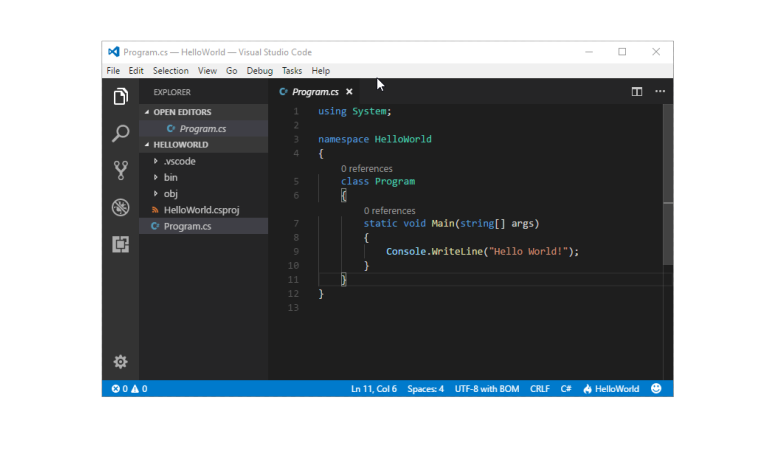 Program.cs — HelloWorld — Visual Studio Code
File Edit Selection View Go Debug Tasks Help
EXPLORER
OPEN EDITORS
Program.cs
HELLOWORLD
.vscode
bin
obj
HelloWorld.csproj
Program.cs
Program.cs
1 using System;
2
3 namespace HelloWorld
4 {
0 references
5 class Program
6 {
0 references
7 static void Main(string[] args)
8 {
9 Console.WriteLine("Hello World!");
10 }
11 }
12 }
13
0 0 Ln 11, Col 6 Spaces: 4 UTF-8 with BOM CRLF C# HelloWorld